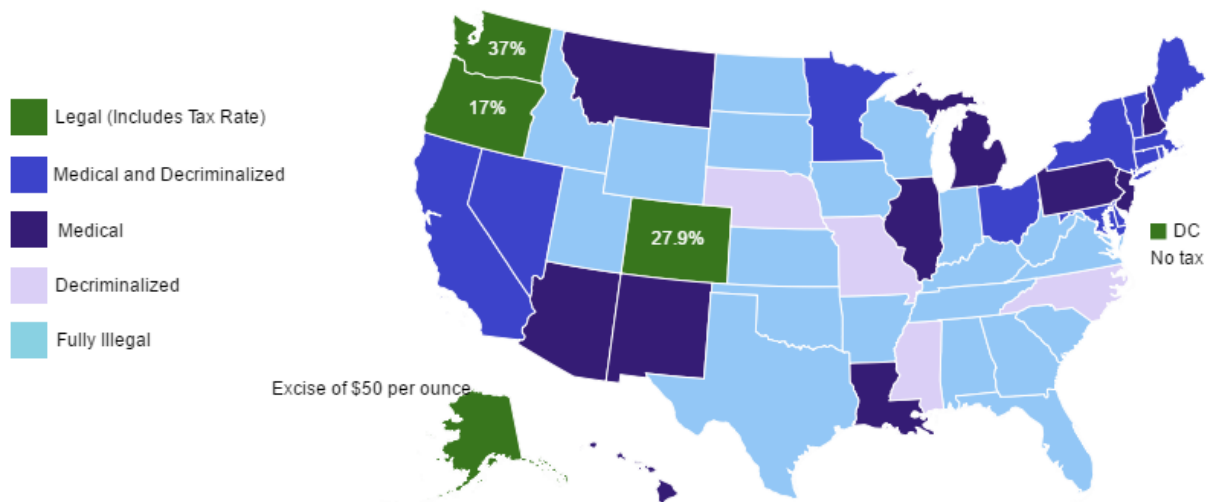 37%
Legal (Includes Tax Rate)
17%
Medical and Decriminalized
Medical
DC
27.9%
No tax
Decriminalized
Fully Illegal
Excise of $50 per ounce